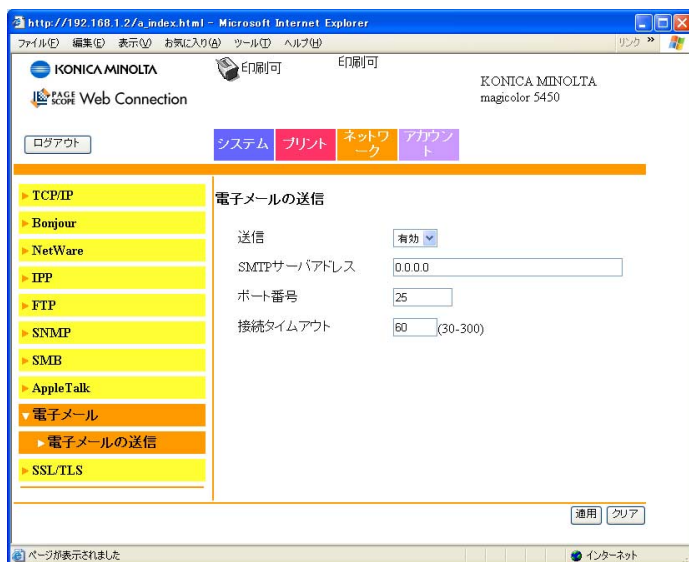 http://192.168.1.2/a_index.html - Microsoft Internet Explorer
ファイル(F) 編集(E) 表示(V) お気に入り(A) ツール(T) ヘルプ(H) リンク »
KONICA MINOLTA
印刷可 印刷可
KONICA MINOLTA
magicolor 5450
PAGE SCOPE Web Connection
ログアウト
システム プリント ネットワ アカウン
ーク ト
TCP/IP
Bonjour
NetWare
IPP
FTP
SNMP
SMB
AppleTalk
電子メール
電子メールの送信
SSL/TLS
電子メールの送信
送信 有効
SMTPサーバアドレス 0.0.0.0
ポート番号 25
接続タイムアウト 60 (30-300)
適用 クリア
ページが表示されました インターネット